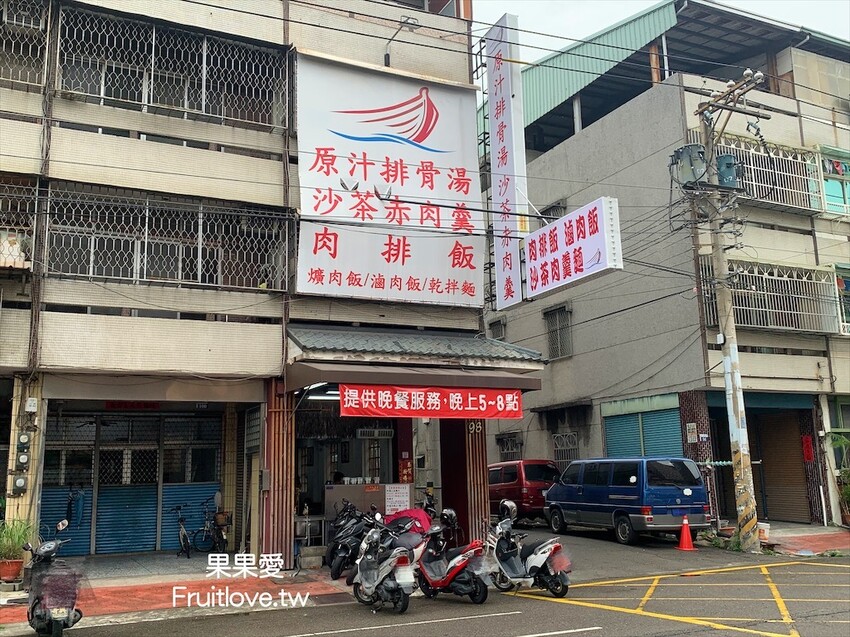 原汁排骨湯
沙茶赤肉羹
肉排飯
爌肉飯/滷肉飯/乾拌麵
原汁排骨湯 沙茶赤肉羹
肉排飯 滷肉飯
沙茶肉羹麵
提供晚餐服務，晚上5~8點
98
果果愛
Fruitlove.tw